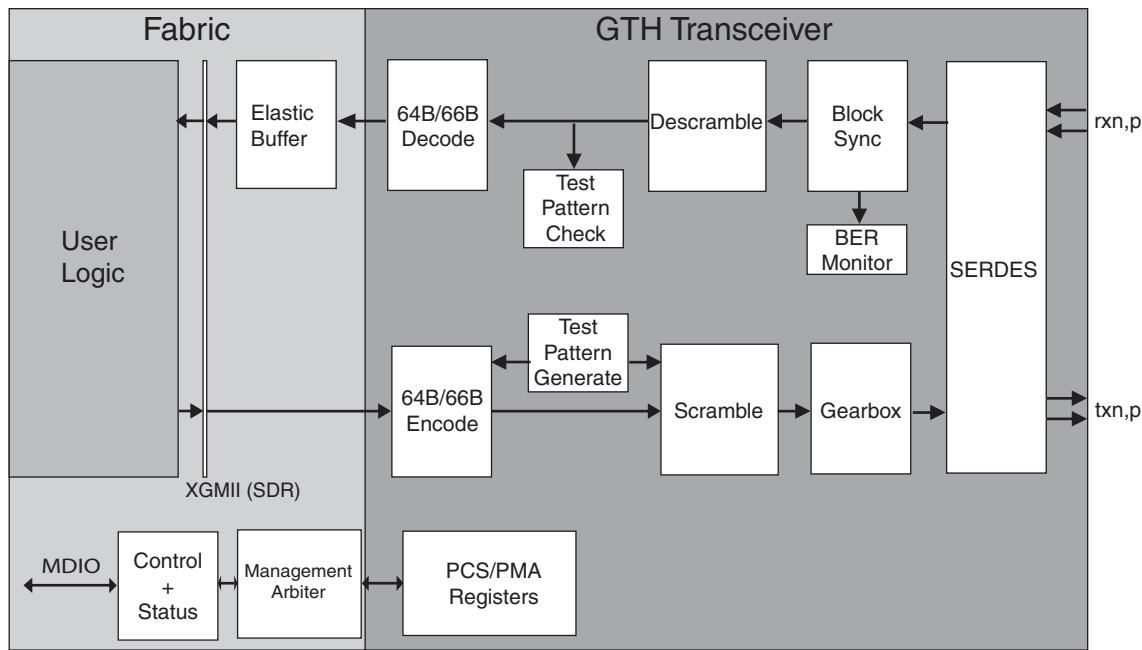 Fabric
GTH Transceiver
Elastic
Buffer
64B/66B
Decode
Descramble
Block
Sync
rxn,p
Test
Pattern
Check
BER
Monitor
User
Logic
SERDES
Test
Pattern
Generate
64B/66B
Encode
Scramble
Gearbox
txn,p
XGMII (SDR)
MDIO
Control
+
Status
Management
Arbiter
PCS/PMA
Registers